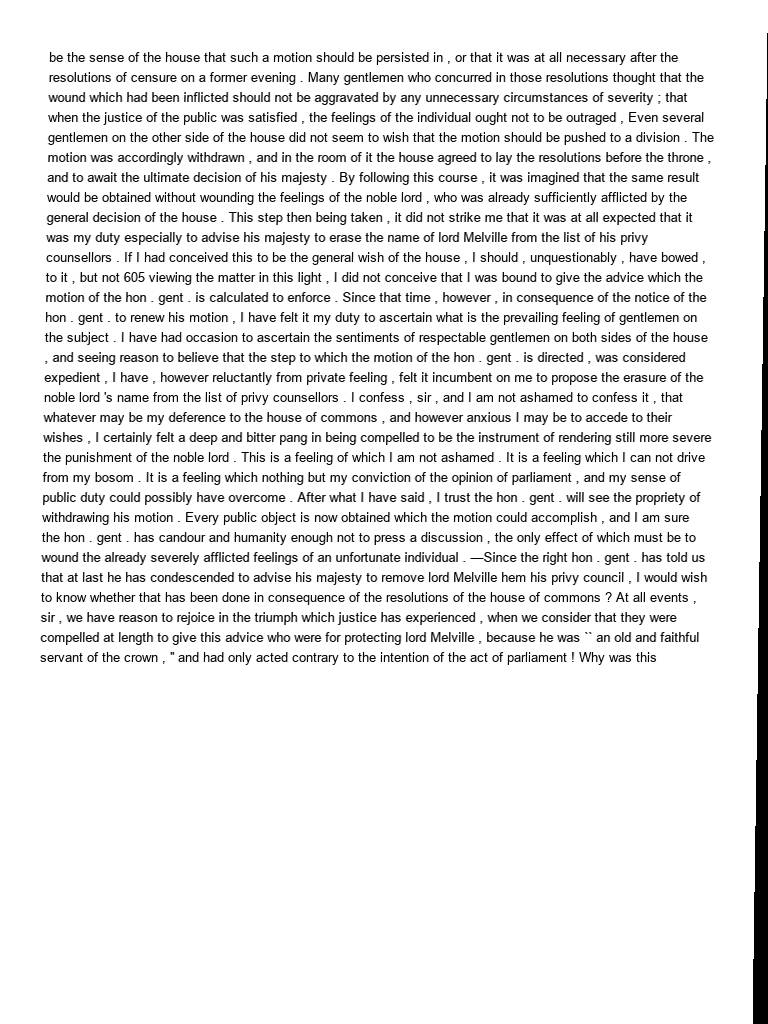 be the sense of the house that such a motion should be persisted in , or that it was at all necessary after the
resolutions of censure on a former evening . Many gentlemen who concurred in those resolutions thought that the
wound which had been inflicted should not be aggravated by any unnecessary circumstances of severity ; that
when the justice of the public was satisfied , the feelings of the individual ought not to be outraged , Even several
gentlemen on the other side of the house did not seem to wish that the motion should be pushed to a division . The
motion was accordingly withdrawn , and in the room of it the house agreed to lay the resolutions before the throne ,
and to await the ultimate decision of his majesty . By following this course , it was imagined that the same result
would be obtained without wounding the feelings of the noble lord , who was already sufficiently afflicted by the
general decision of the house . This step then being taken , it did not strike me that it was at all expected that it
was my duty especially to advise his majesty to erase the name of lord Melville from the list of his privy
counsellors . If I had conceived this to be the general wish of the house , I should , unquestionably , have bowed ,
to it , but not 605 viewing the matter in this light , I did not conceive that I was bound to give the advice which the
motion of the hon . gent . is calculated to enforce . Since that time , however , in consequence of the notice of the
hon . gent . to renew his motion , I have felt it my duty to ascertain what is the prevailing feeling of gentlemen on
the subject . I have had occasion to ascertain the sentiments of respectable gentlemen on both sides of the house
, and seeing reason to believe that the step to which the motion of the hon . gent . is directed , was considered
expedient , I have , however reluctantly from private feeling , felt it incumbent on me to propose the erasure of the
noble lord 's name from the list of privy counsellors . I confess , sir , and I am not ashamed to confess it , that
whatever may be my deference to the house of commons , and however anxious I may be to accede to their
wishes , I certainly felt a deep and bitter pang in being compelled to be the instrument of rendering still more severe
the punishment of the noble lord . This is a feeling of which I am not ashamed . It is a feeling which I can not drive
from my bosom . It is a feeling which nothing but my conviction of the opinion of parliament , and my sense of
public duty could possibly have overcome . After what I have said , I trust the hon . gent . will see the propriety of
withdrawing his motion . Every public object is now obtained which the motion could accomplish , and I am sure
the hon . gent . has candour and humanity enough not to press a discussion , the only effect of which must be to
wound the already severely afflicted feelings of an unfortunate individual . —Since the right hon . gent . has told us
that at last he has condescended to advise his majesty to remove lord Melville hem his privy council , I would wish
to know whether that has been done in consequence of the resolutions of the house of commons ? At all events ,
sir , we have reason to rejoice in the triumph which justice has experienced , when we consider that they were
compelled at length to give this advice who were for protecting lord Melville , because he was `` an old and faithful
servant of the crown , '' and had only acted contrary to the intention of the act of parliament ! Why was this